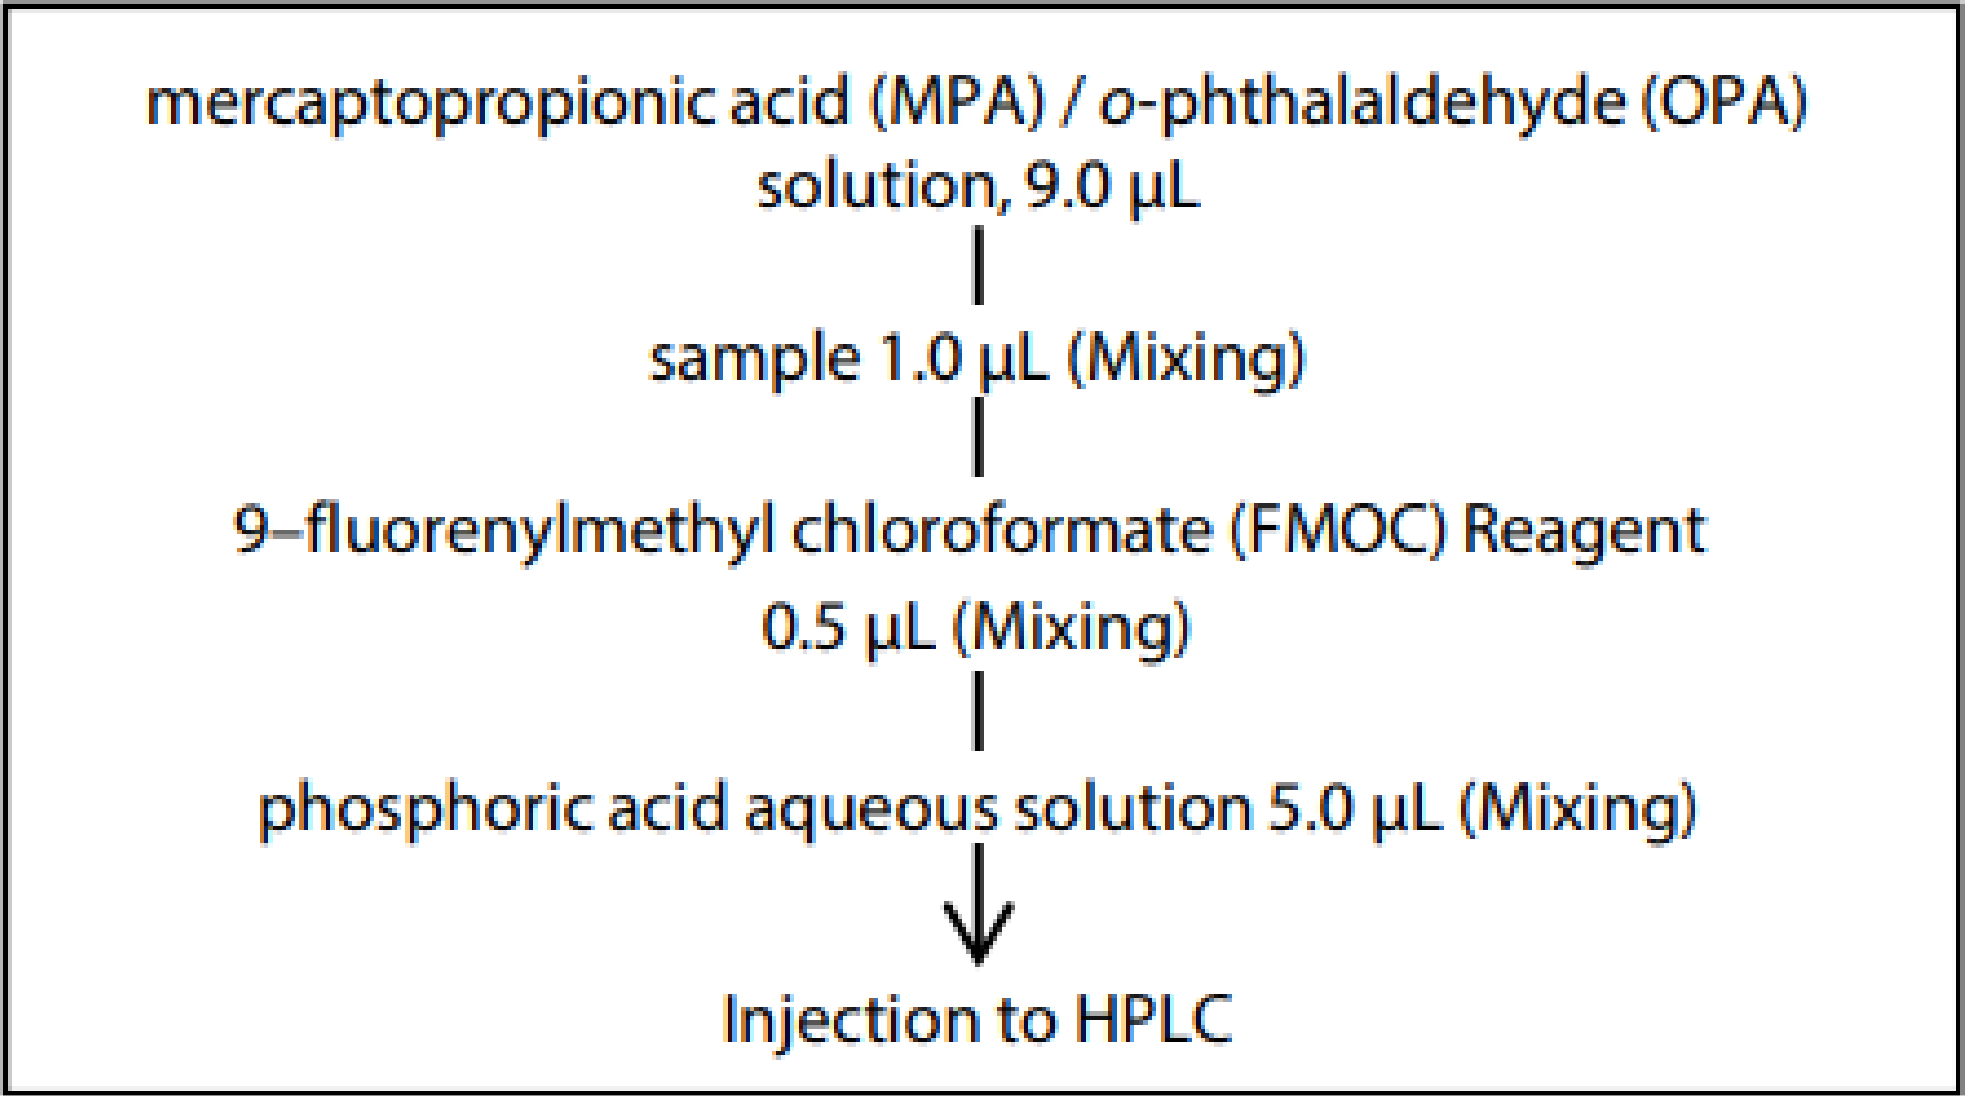 mercaptopropionic acid (MPA) / o-phthalaldehyde (OPA)
solution, 9.0 µL
sample 1.0 µL (Mixing)
9–fluorenylmethyl chloroformate (FMOC) Reagent
0.5 µL (Mixing)
phosphoric acid aqueous solution 5.0 µL (Mixing)
Injection to HPLC